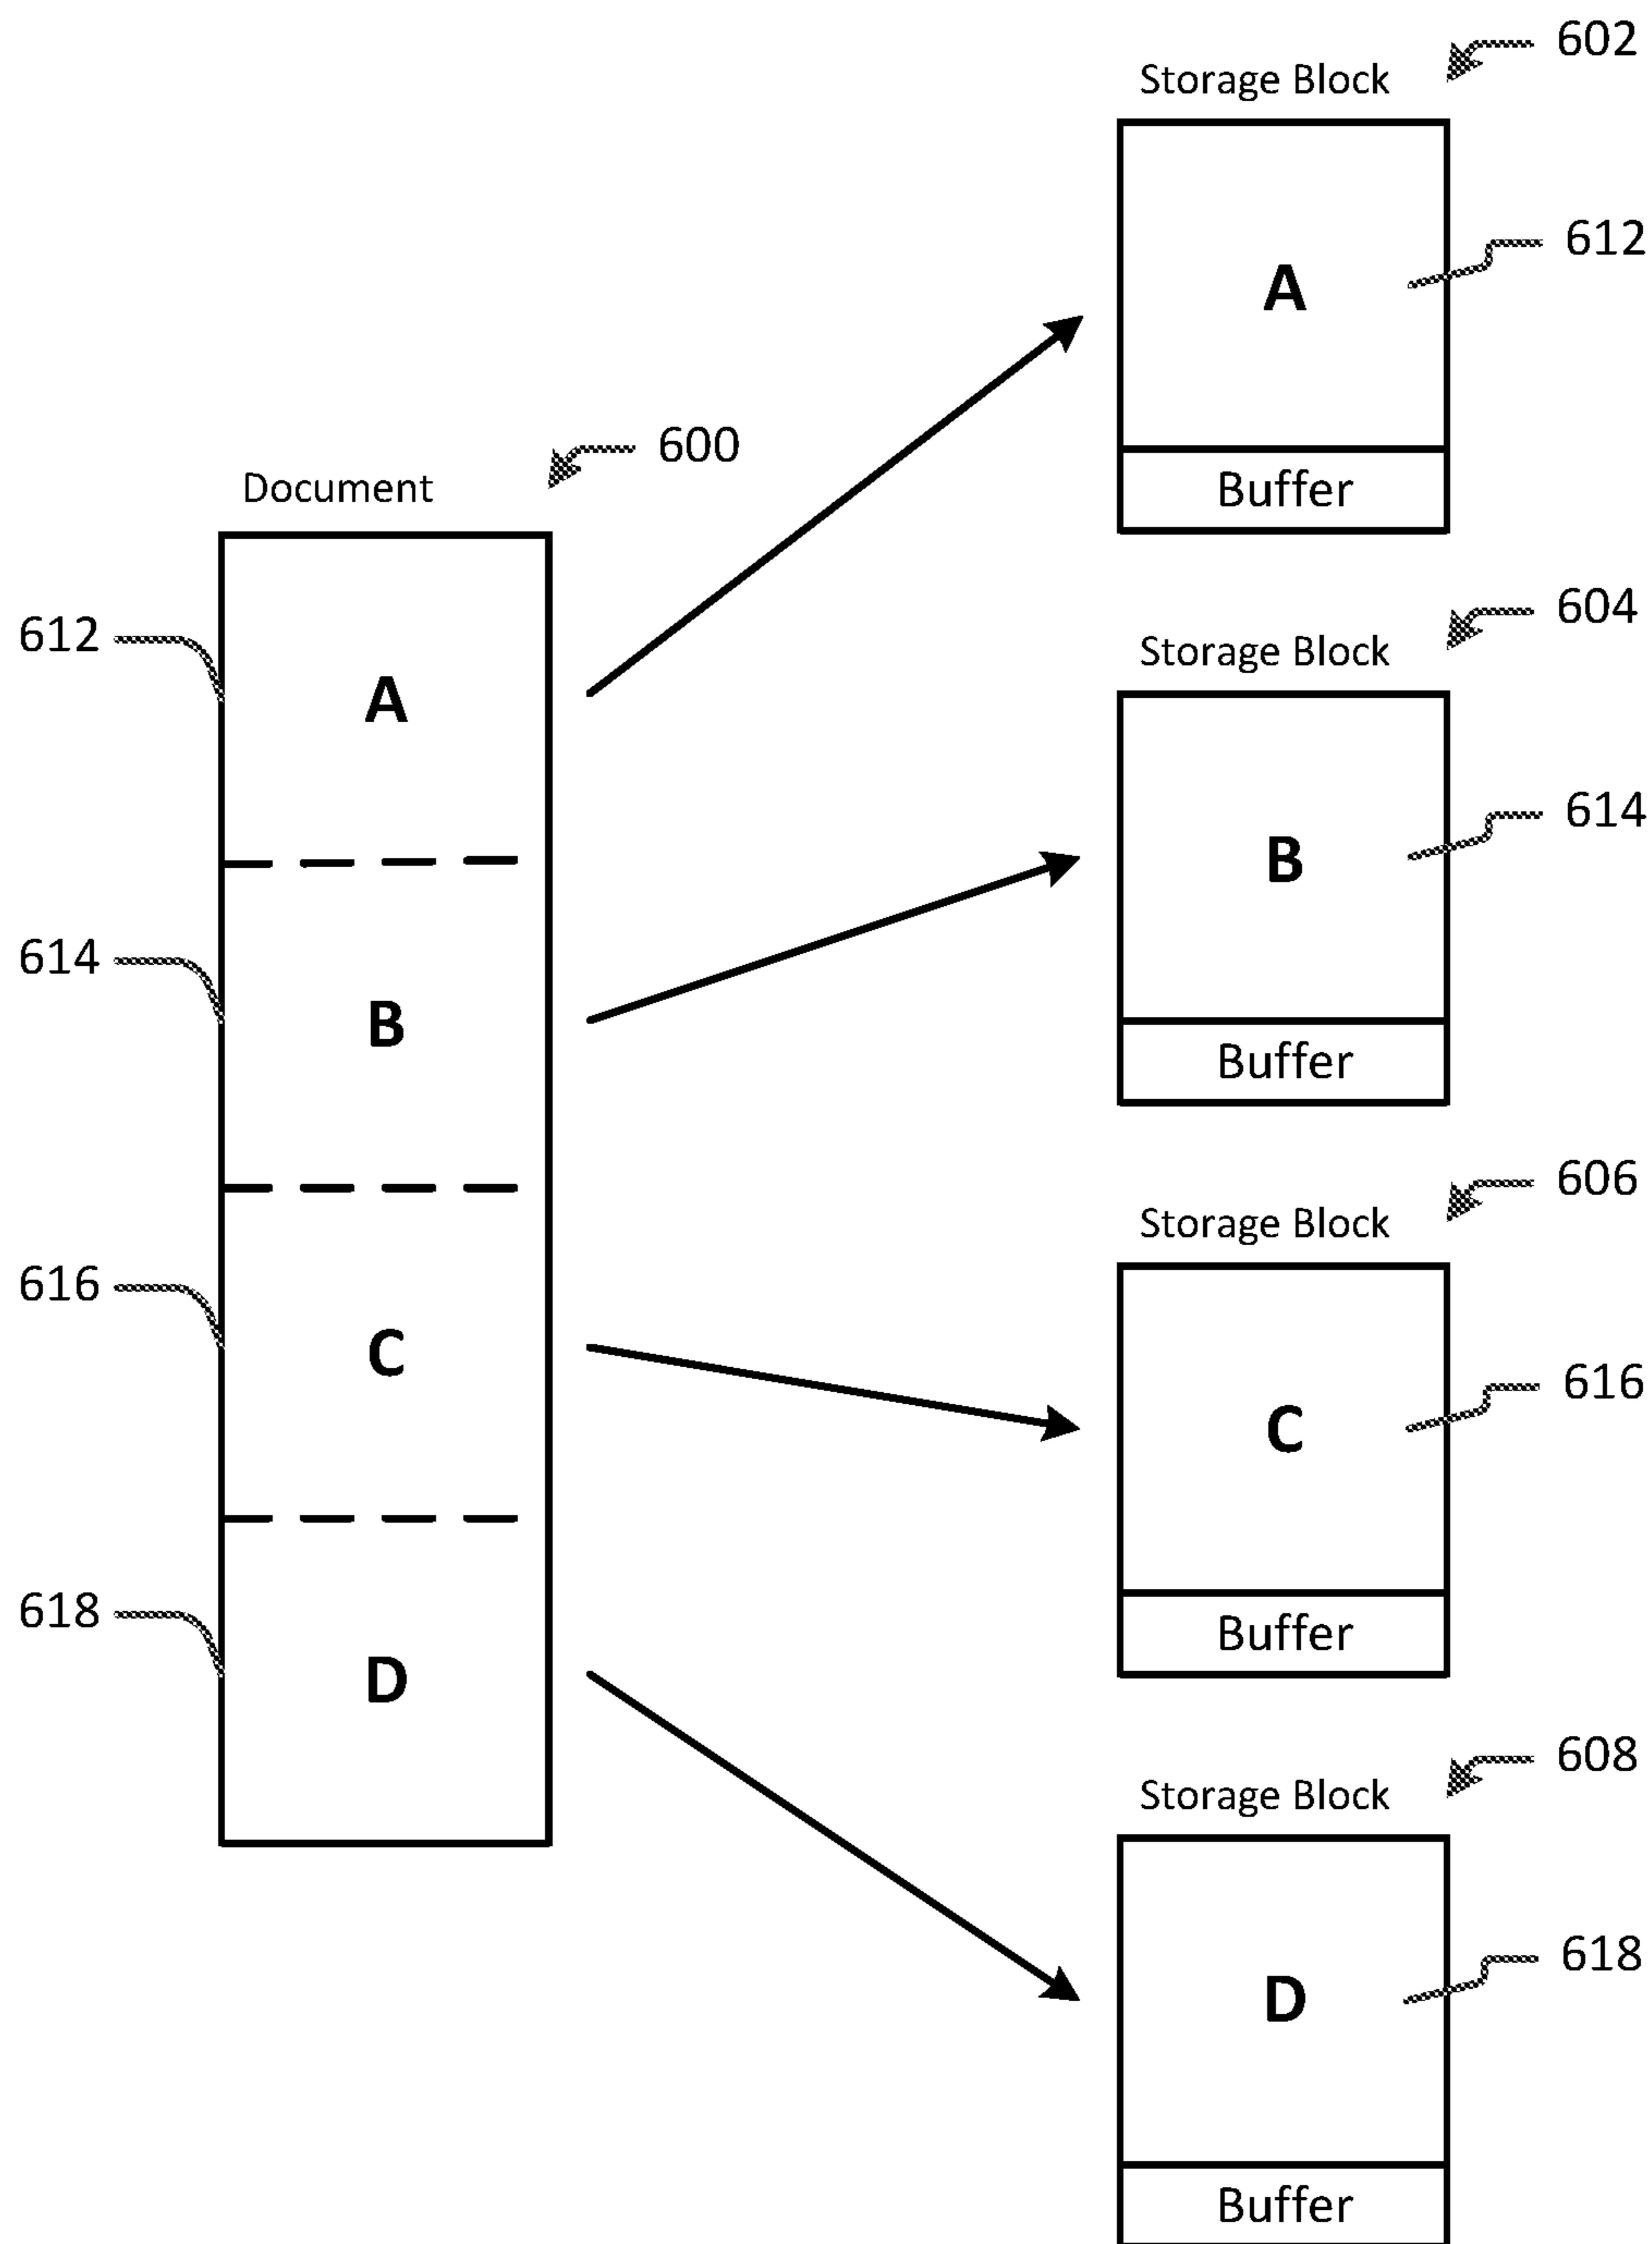 602
Storage Block
612
A
Buffer
600
Document
612
A
604
Storage Block
614
B
Buffer
614
B
606
Storage Block
616
C
Buffer
616
C
618
D
608
Storage Block
618
D
Buffer